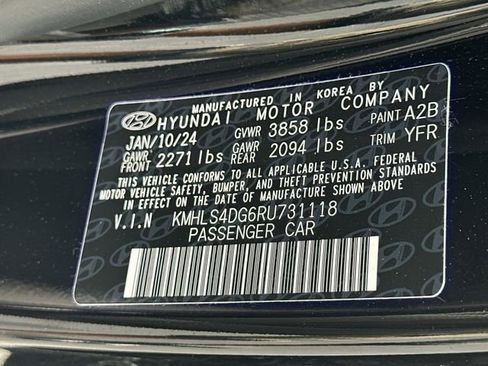 MANUFACTURED IN KOREA BY
HYUNDAI MOTOR COMPANY
JAN/10/24 GVWR 3858 lbs PAINT A2B
GAWR FRONT 2271 lbs GAWR REAR 2094 lbs TRIM YFR
THIS VEHICLE CONFORMS TO ALL APPLICABLE U.S.A. FEDERAL
MOTOR VEHICLE SAFETY, BUMPER, AND THEFT PREVENTION
STANDARDS IN EFFECT ON THE DATE OF MANUFACTURE SHOWN ABOVE.
V.I.N KMHLS4DG6RU731118
PASSENGER CAR